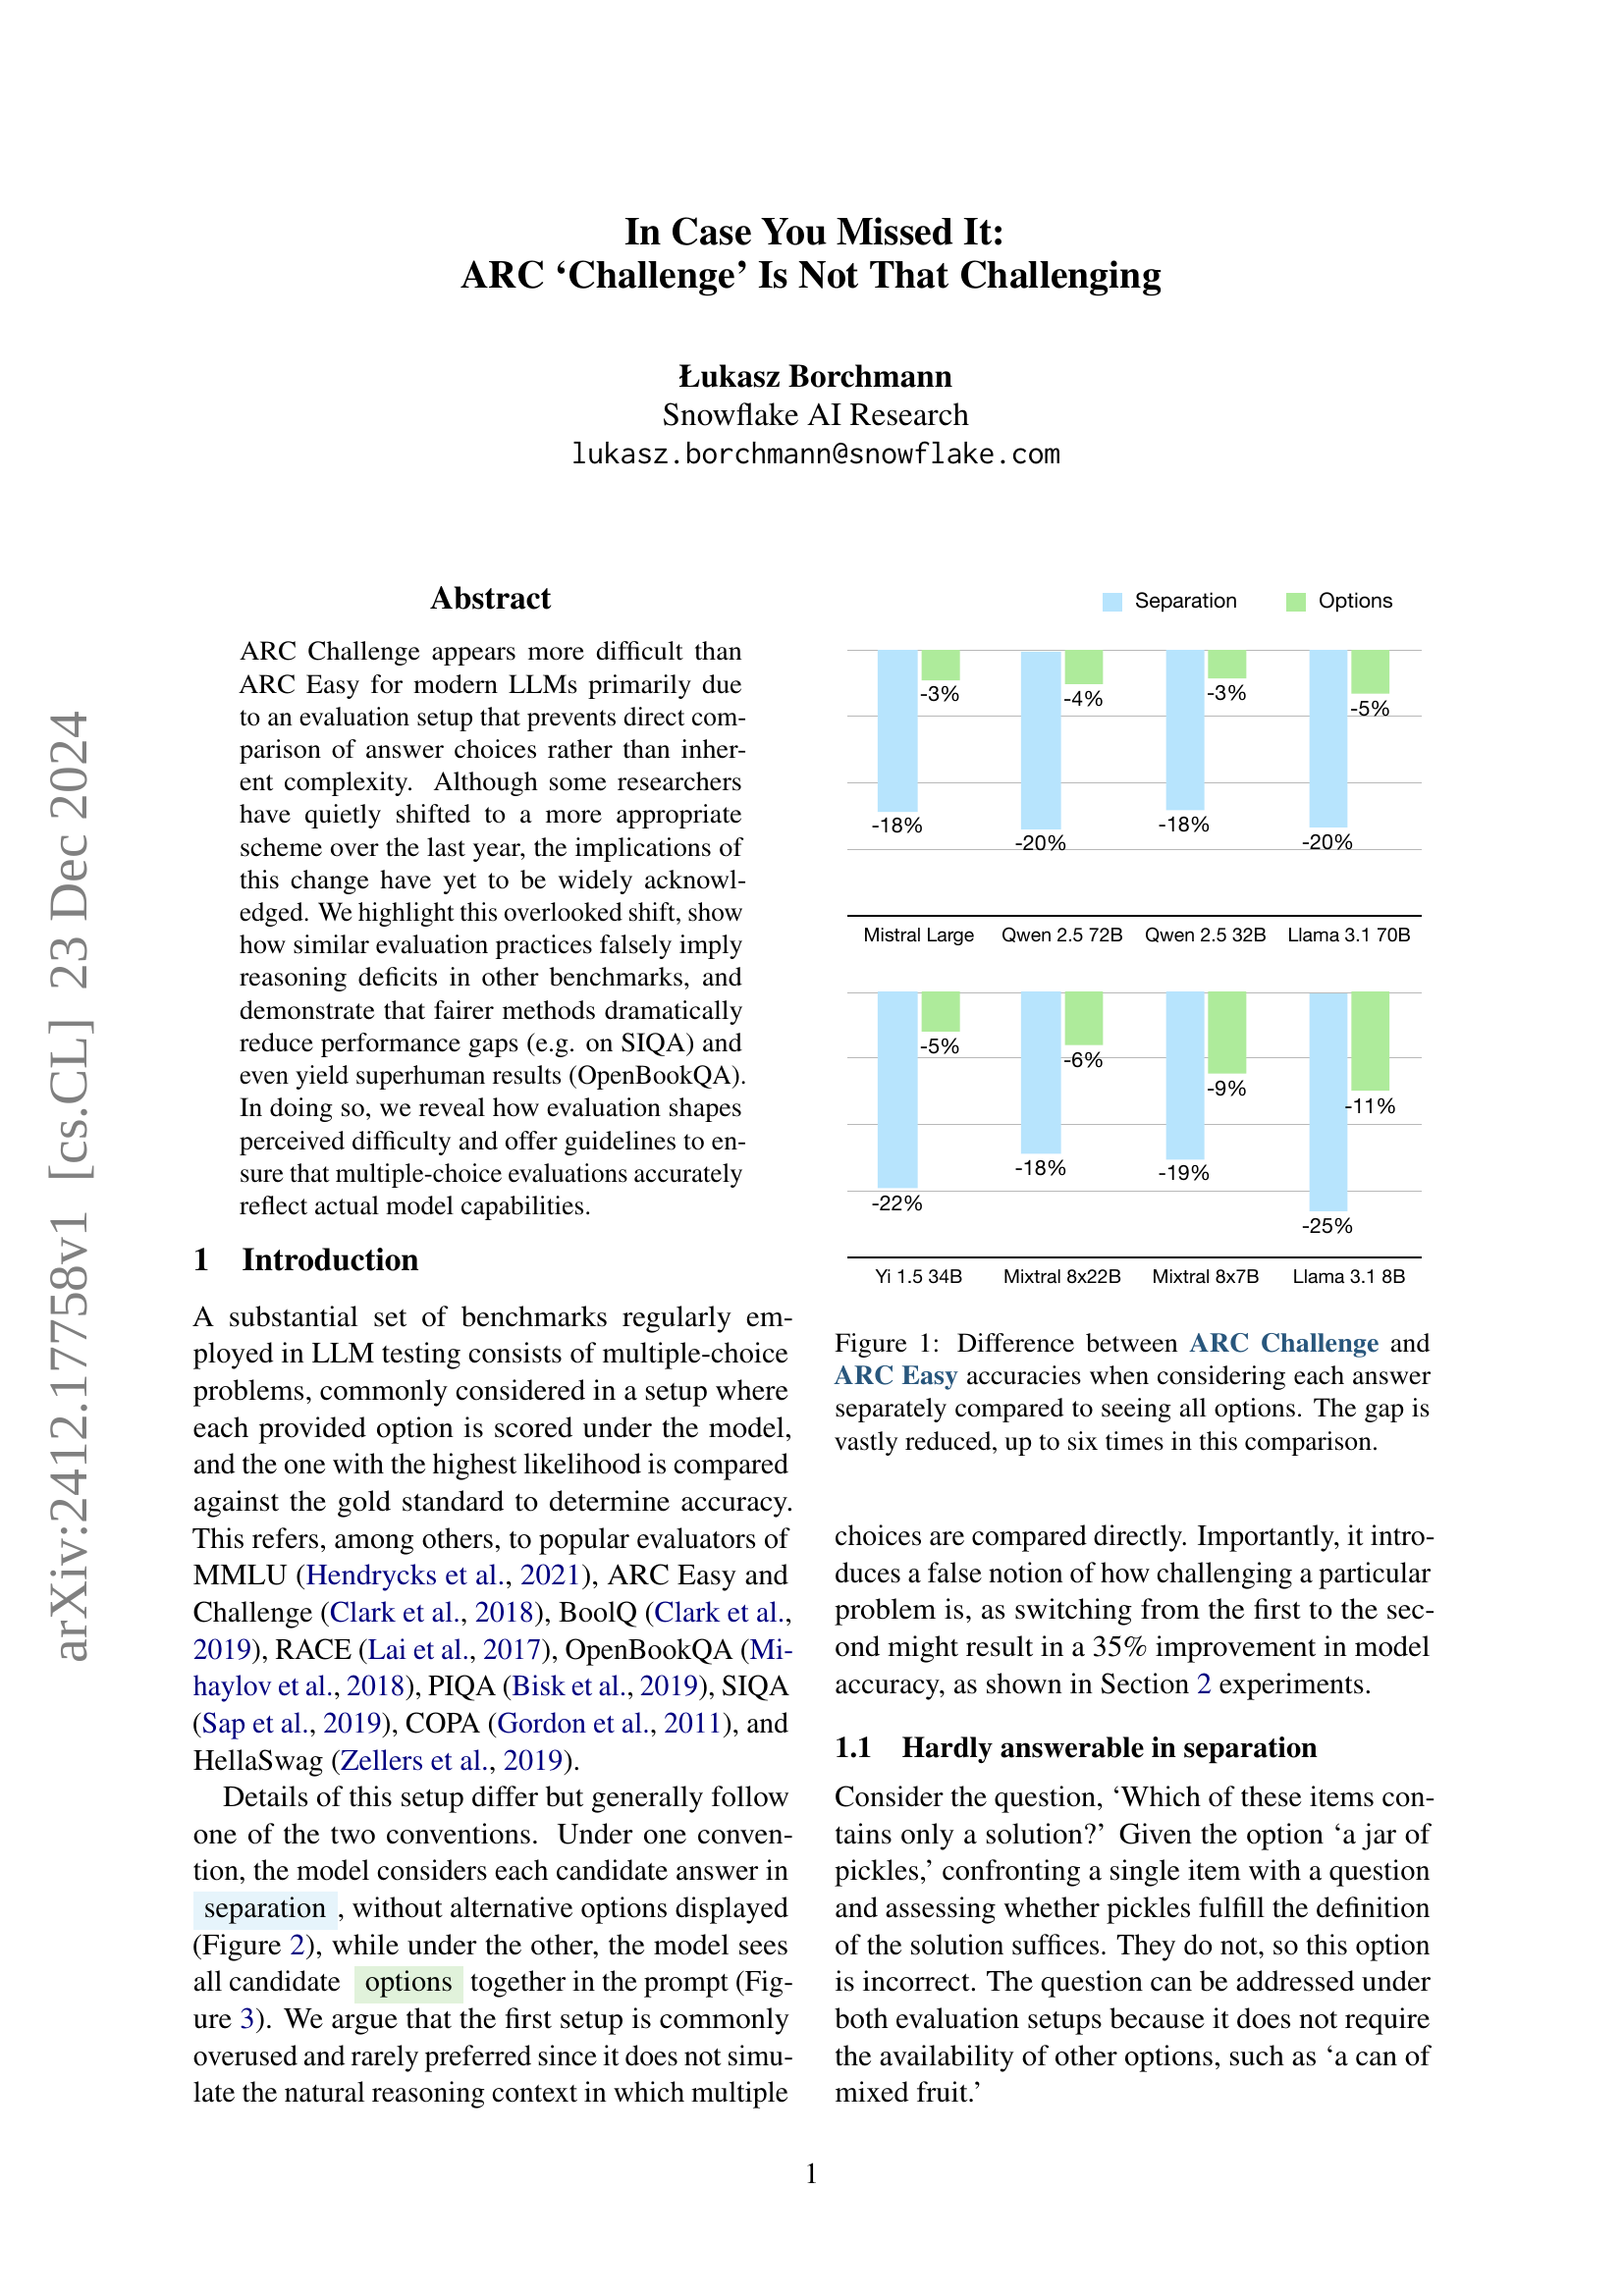 In Case You Missed It:
ARC ‘Challenge’ Is Not That Challenging
Łukasz Borchmann
Snowflake AI Research
lukasz.borchmann@snowflake.com
arXiv:2412.17758v1 [cs.CL] 23 Dec 2024
Abstract
ARC Challenge appears more difficult than
ARC Easy for modern LLMs primarily due
to an evaluation setup that prevents direct com-
parison of answer choices rather than inher-
ent complexity. Although some researchers
have quietly shifted to a more appropriate
scheme over the last year, the implications of
this change have yet to be widely acknowl-
edged. We highlight this overlooked shift, show
how similar evaluation practices falsely imply
reasoning deficits in other benchmarks, and
demonstrate that fairer methods dramatically
reduce performance gaps (e.g. on SIQA) and
even yield superhuman results (OpenBookQA).
In doing so, we reveal how evaluation shapes
perceived difficulty and offer guidelines to en-
sure that multiple-choice evaluations accurately
reflect actual model capabilities.
1 Introduction
A substantial set of benchmarks regularly em-
ployed in LLM testing consists of multiple-choice
problems, commonly considered in a setup where
each provided option is scored under the model,
and the one with the highest likelihood is compared
against the gold standard to determine accuracy.
This refers, among others, to popular evaluators of
MMLU (Hendrycks et al., 2021), ARC Easy and
Challenge (Clark et al., 2018), BoolQ (Clark et al.,
2019), RACE (Lai et al., 2017), OpenBookQA (Mi-
haylov et al., 2018), PIQA (Bisk et al., 2019), SIQA
(Sap et al., 2019), COPA (Gordon et al., 2011), and
HellaSwag (Zellers et al., 2019).
Details of this setup differ but generally follow
one of the two conventions. Under one conven-
tion, the model considers each candidate answer in
separation, without alternative options displayed
(Figure 2), while under the other, the model sees
all candidate options together in the prompt (Fig-
ure 3). We argue that the first setup is commonly
overused and rarely preferred since it does not simu-
late the natural reasoning context in which multiple
Separation Options
-3% -4% -3% -5%
-18% -20% -18% -20%
Mistral Large Qwen 2.5 72B Qwen 2.5 32B Llama 3.1 70B
-5% -6% -9% -11%
-22% -18% -19% -25%
Yi 1.5 34B Mixtral 8x22B Mixtral 8x7B Llama 3.1 8B
Figure 1: Difference between ARC Challenge and
ARC Easy accuracies when considering each answer
separately compared to seeing all options. The gap is
vastly reduced, up to six times in this comparison.
choices are compared directly. Importantly, it intro-
duces a false notion of how challenging a particular
problem is, as switching from the first to the sec-
ond might result in a 35% improvement in model
accuracy, as shown in Section 2 experiments.
1.1 Hardly answerable in separation
Consider the question, ‘Which of these items con-
tains only a solution?’ Given the option ‘a jar of
pickles,’ confronting a single item with a question
and assessing whether pickles fulfill the definition
of the solution suffices. They do not, so this option
is incorrect. The question can be addressed under
both evaluation setups because it does not require
the availability of other options, such as ‘a can of
mixed fruit.’
1